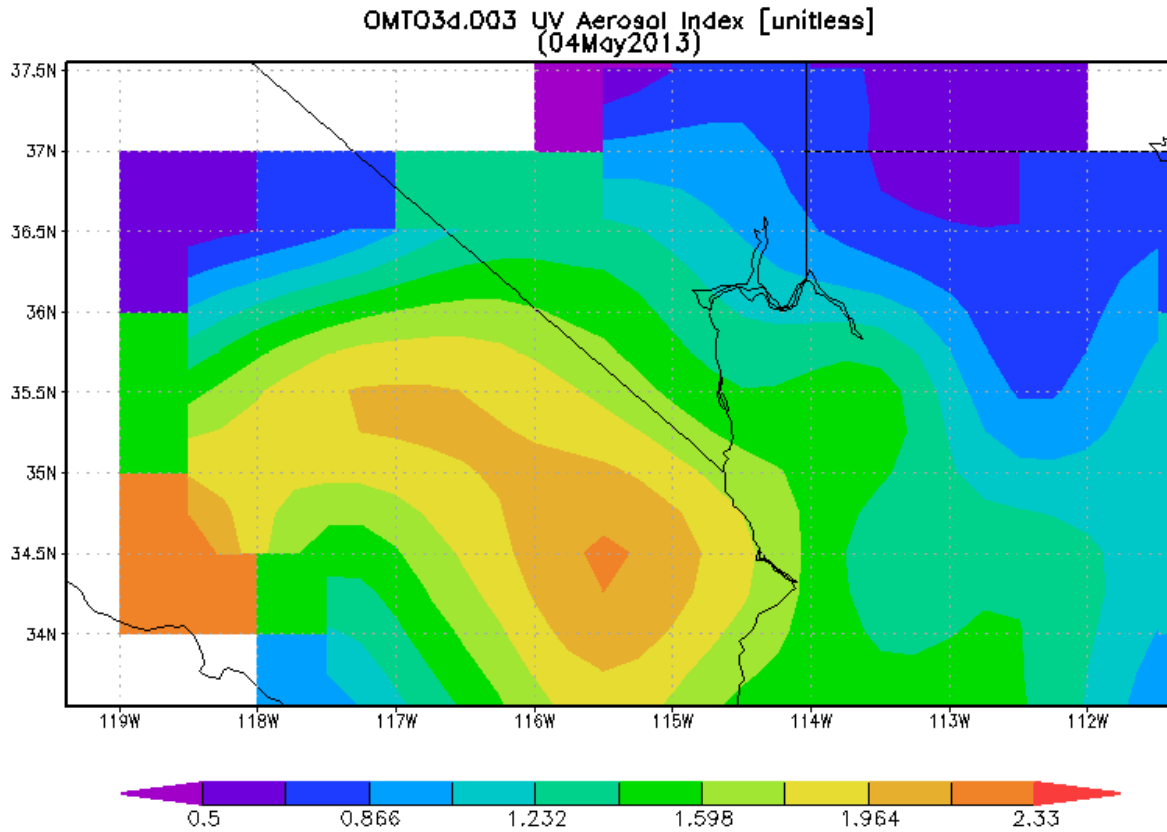 OMTO3d.003 UV Aerosol Index [unitless]
(04May2013)
37.5N
37N
36.5N
36N
35.5N
35N
34.5N
34N
119W 118W 117W 116W 115W 114W 113W 112W
0.5 0.866 1.232 1.598 1.964 2.33